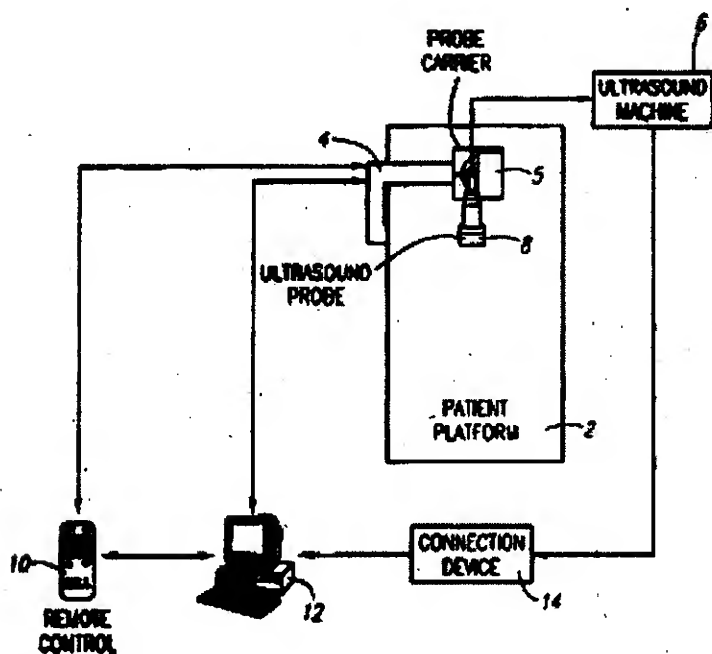 6
PROBE
CARRIER
ULTRASOUND
MACHINE
4
5
8
ULTRASOUND
PROBE
PATIENT
PLATFORM
2
10
12
CONNECTION
DEVICE
14
REMOTE
CONTROL